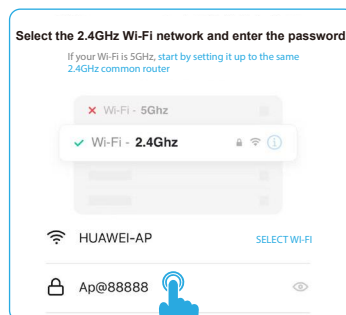 Select the 2.4GHz Wi-Fi network and enter the password
If your Wi-Fi is 5GHz, start by setting it up to the same
2.4GHz common router
Wi-Fi - 5Ghz
Wi-Fi - 2.4Ghz
HUAWEI-AP SELECT WI-FI
Ap@88888